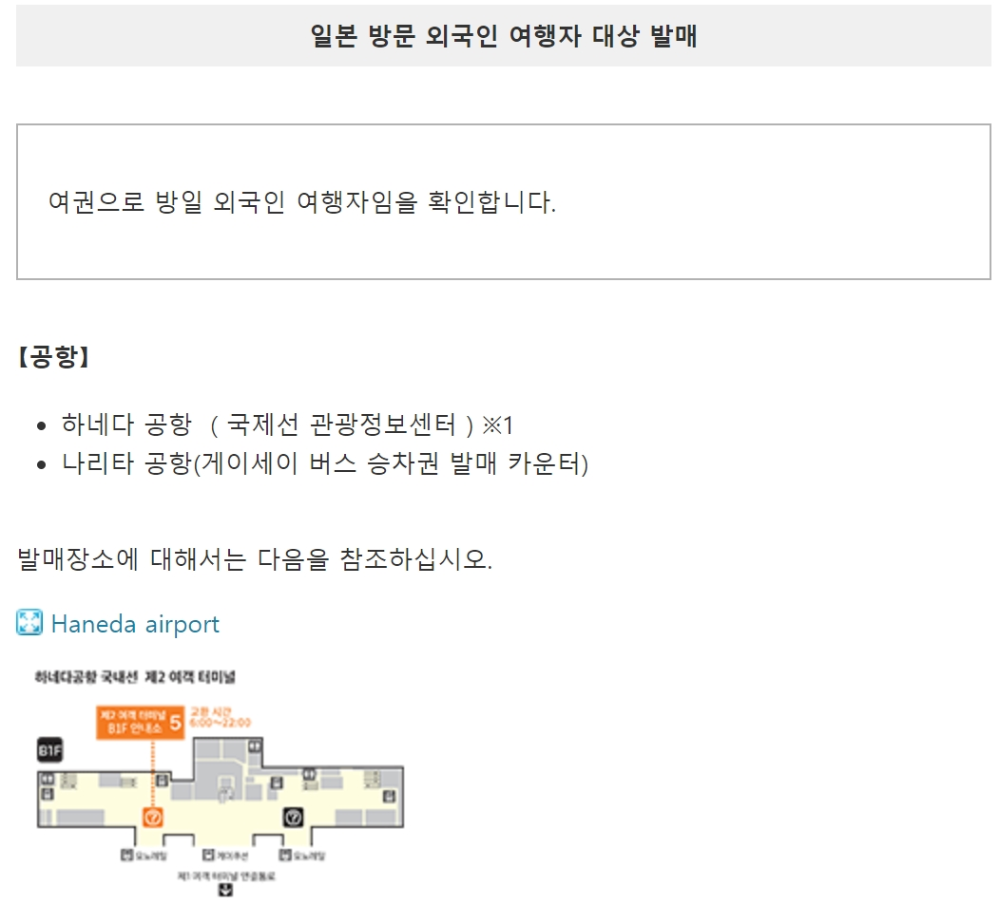 일본 방문 외국인 여행자 대상 발매
여권으로 방일 외국인 여행자임을 확인합니다.
【공항】
• 하네다 공항 ( 국제선 관광정보센터 ) ※1
• 나리타 공항(게이세이 버스 승차권 발매 카운터)
발매장소에 대해서는 다음을 참조하십시오.
Haneda airport
하네다공항 국내선 제2 여객 터미널
제2 여객 터미널
B1F 안내소 5
교환 시간
6:00~22:00
B1F
모노레일 게이큐선 모노레일
제1 여객 터미널 연결통로